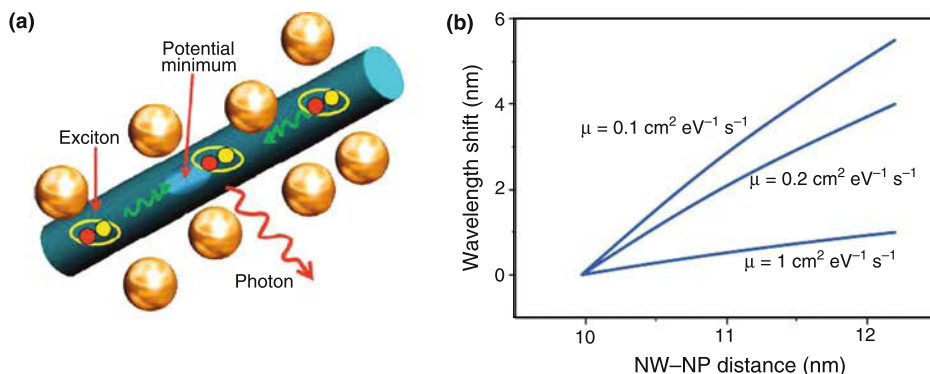 (a)
Potential
minimum
Exciton
Photon
(b)
Wavelength shift (nm)
6
4
2
0
μ = 0.1 cm² eV⁻¹ s⁻¹
μ = 0.2 cm² eV⁻¹ s⁻¹
μ = 1 cm² eV⁻¹ s⁻¹
10
11
12
NW–NP distance (nm)